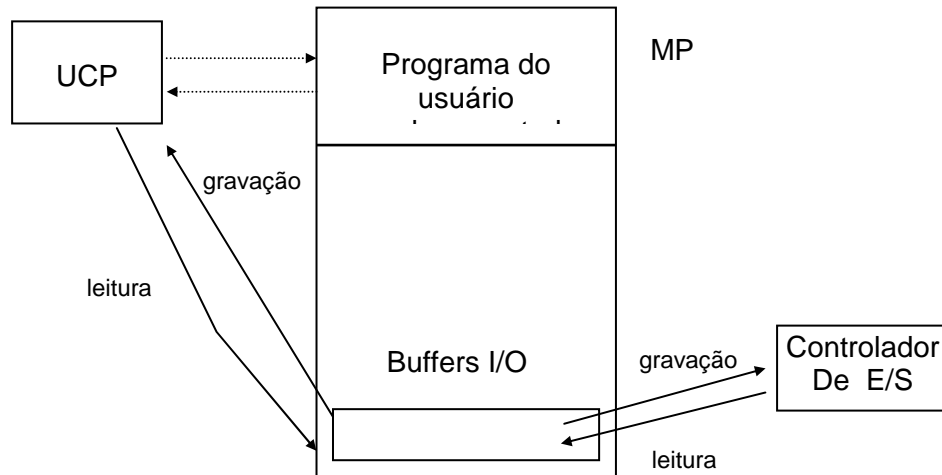 UCP
Programa do
usuário
MP
gravação
leitura
Buffers I/O
gravação
Controlador
De E/S
leitura